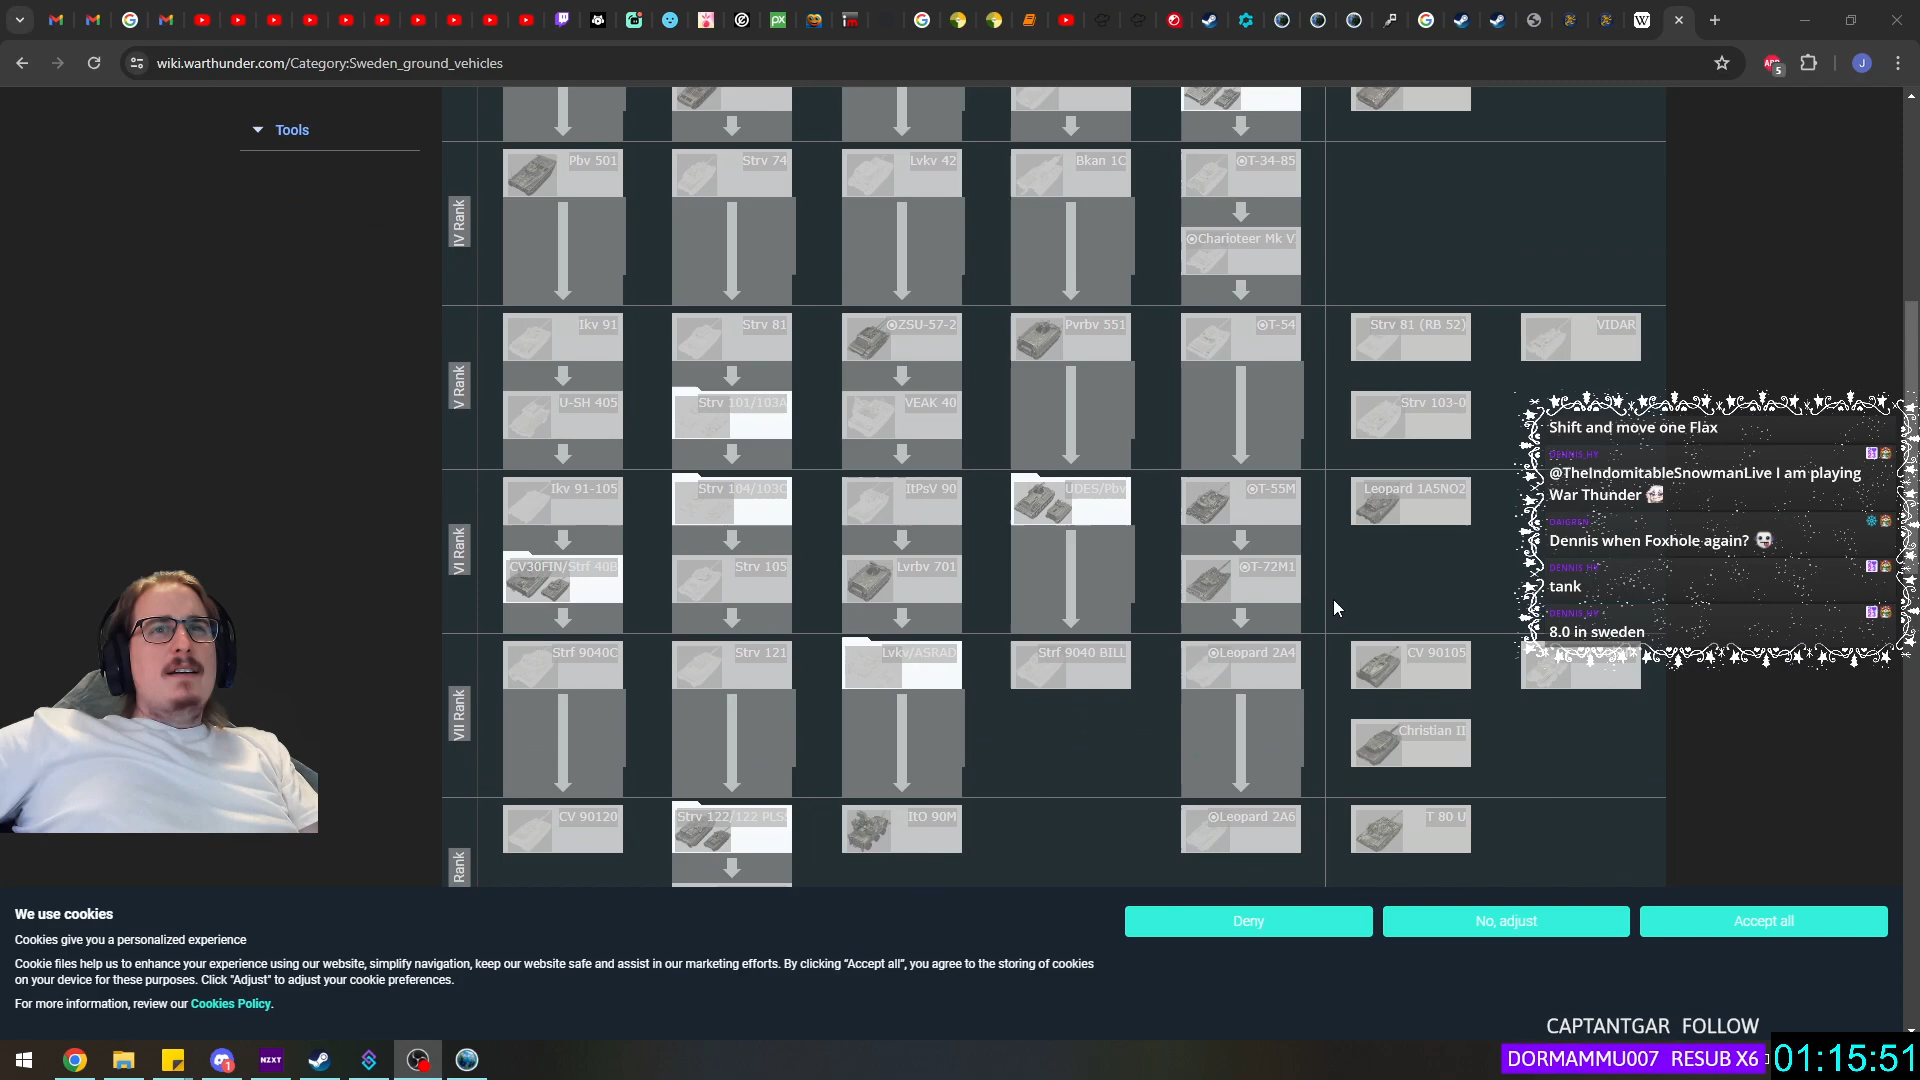 wiki.warthunder.com/Category:Sweden_ground_vehicles
5
J
Tools
IV Rank
Pbv 501
Strv 74
Lvkv 42
Bkan 1C
T-34-85
Charioteer Mk V
V Rank
Ikv 91
Strv 81
ZSU-57-2
Pvrbv 551
T-54
Strv 81 (RB 52)
VIDAR
U-SH 405
Strv 101/103A
VEAK 40
Strv 103-0
VI Rank
Ikv 91-105
Strv 104/103C
ItPsV 90
UDES/Pbv
T-55M
Leopard 1A5NO2
CV30FIN/Strf 40B
Strv 105
Lvrbv 701
T-72M1
VII Rank
Strf 9040C
Strv 121
Lvkv/ASRAD
Strf 9040 BILL
Leopard 2A4
CV 90105
Christian II
Rank
CV 90120
Strv 122/122 PLS
ItO 90M
Leopard 2A6
T 80 U
Shift and move one Flax
DENNIS_HY
@TheIndomitableSnowmanLive I am playing
War Thunder
DAIGREN
Dennis when Foxhole again?
DENNIS_HY
tank
DENNIS_HY
8.0 in sweden
We use cookies
Cookies give you a personalized experience
Cookie files help us to enhance your experience using our website, simplify navigation, keep our website safe and assist in our marketing efforts. By clicking “Accept all”, you agree to the storing of cookies
on your device for these purposes. Click "Adjust" to adjust your cookie preferences.
For more information, review our Cookies Policy.
Deny
No, adjust
Accept all
CAPTANTGAR FOLLOW
DORMAMMU007 RESUB X6
01:15:51
NZXT
1